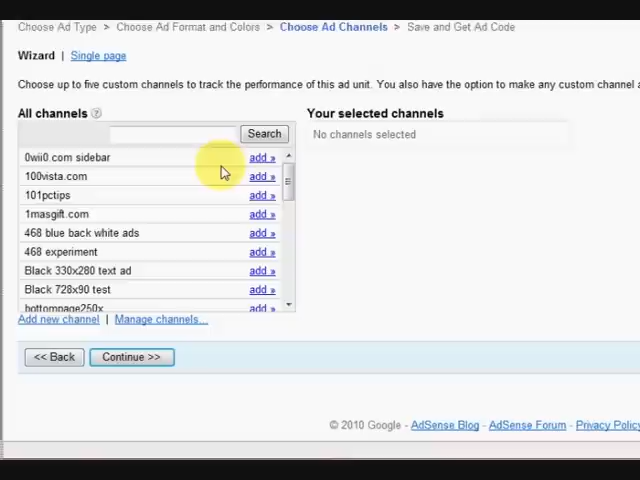 Choose Ad Type > Choose Ad Format and Colors > Choose Ad Channels > Save and Get Ad Code
Wizard | Single page
Choose up to five custom channels to track the performance of this ad unit. You also have the option to make any custom channel
All channels ?
Your selected channels
Search
No channels selected
0wii0.com sidebar add »
100vista.com add »
101pctips add »
1masgift.com add »
468 blue back white ads add »
468 experiment add »
Black 330x280 text ad add »
Black 728x90 test add »
bottompage250x add »
Add new channel | Manage channels...
<< Back Continue >>
© 2010 Google - AdSense Blog - AdSense Forum - Privacy Policy